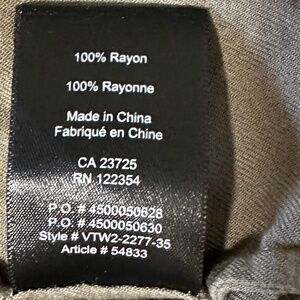 100% Rayon
100% Rayonne
Made in China
Fabriqué en Chine
CA 23725
RN 122354
P.O. # 4500050628
P.O. # 4500050630
Style # VTW2-2277-35
Article # 54833